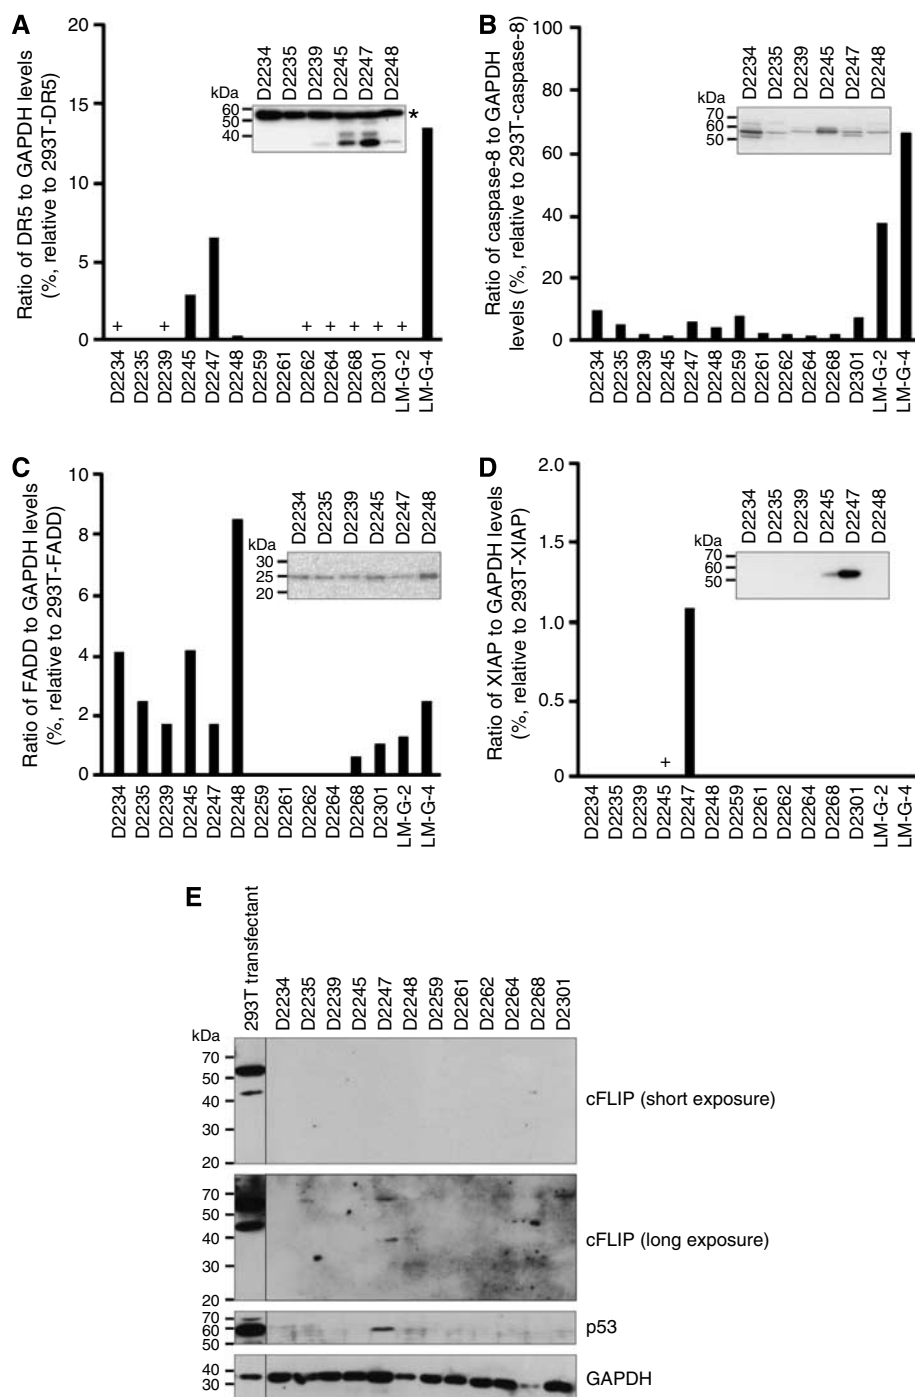 A
Ratio of DR5 to GAPDH levels
(%, relative to 293T-DR5)
20
15
10
5
0
D2234 D2235 D2239 D2245 D2247 D2248
kDa
60
50
40
*
+ + + + + + +
D2234 D2235 D2239 D2245 D2247 D2248 D2259 D2261 D2262 D2264 D2268 D2301 LM-G-2 LM-G-4
B
Ratio of caspase-8 to GAPDH
levels (%, relative to 293T-caspase-8)
100
80
60
40
20
0
D2234 D2235 D2239 D2245 D2247 D2248
kDa
70
60
50
D2234 D2235 D2239 D2245 D2247 D2248 D2259 D2261 D2262 D2264 D2268 D2301 LM-G-2 LM-G-4
C
Ratio of FADD to GAPDH levels
(%, relative to 293T-FADD)
10
8
6
4
2
0
D2234 D2235 D2239 D2245 D2247 D2248
kDa
30
25
20
D2234 D2235 D2239 D2245 D2247 D2248 D2259 D2261 D2262 D2264 D2268 D2301 LM-G-2 LM-G-4
D
Ratio of XIAP to GAPDH levels
(%, relative to 293T-XIAP)
2.0
1.5
1.0
0.5
0
D2234 D2235 D2239 D2245 D2247 D2248
kDa
70
60
50
+
D2234 D2235 D2239 D2245 D2247 D2248 D2259 D2261 D2262 D2264 D2268 D2301 LM-G-2 LM-G-4
E
293T transfectant D2234 D2235 D2239 D2245 D2247 D2248 D2259 D2261 D2262 D2264 D2268 D2301
kDa
70
50
40
30
20
cFLIP (short exposure)
70
50
40
30
20
cFLIP (long exposure)
70
60
50
p53
40
30
GAPDH